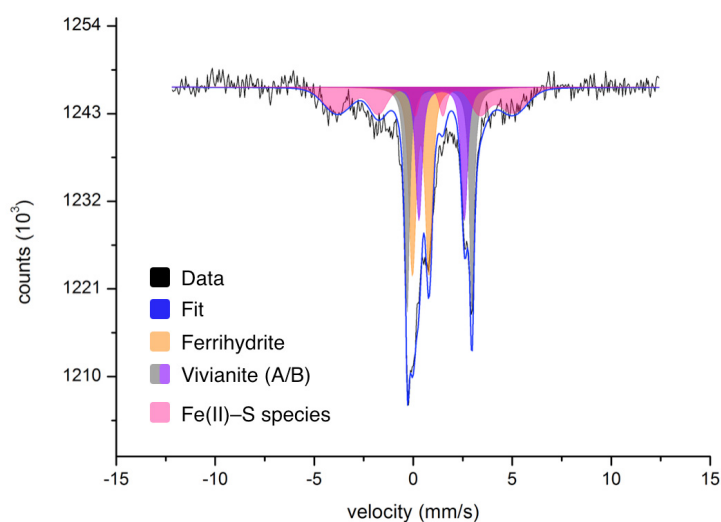 1254
1243
1232
1221
1210
counts (10³)
Data
Fit
Ferrihydrite
Vivianite (A/B)
Fe(II)–S species
-15 -10 -5 0 5 10 15
velocity (mm/s)